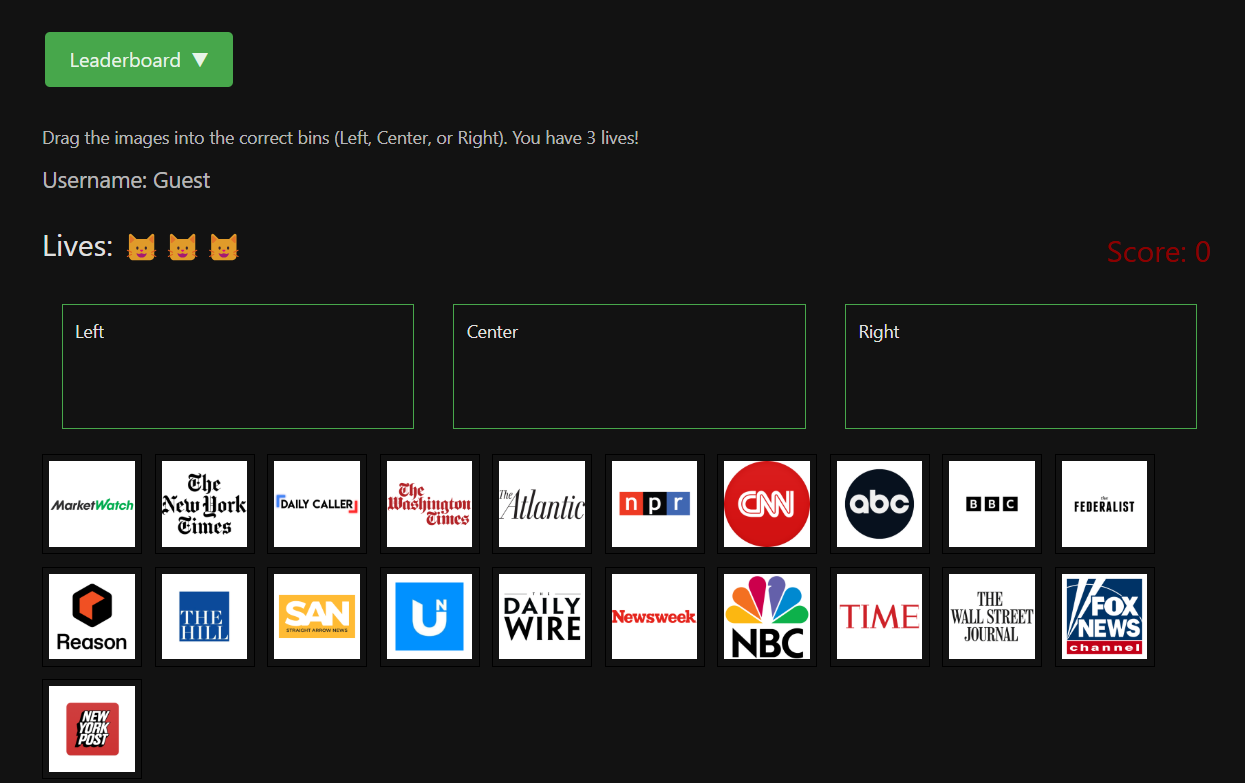 Leaderboard ▼
Drag the images into the correct bins (Left, Center, or Right). You have 3 lives!
Username: Guest
Lives:
Score: 0
Left
Center
Right
MarketWatch
The
New York
Times
DAILY CALLER
The
Washington
Times
The
Atlantic
npr
CNN
abc
BBC
the
FEDERALIST
Reason
THE
HILL
SAN
STRAIGHT ARROW NEWS
UN
THE
DAILY
WIRE
Newsweek
NBC
TIME
THE
WALL STREET
JOURNAL
FOX
NEWS
channel
NEW
YORK
POST